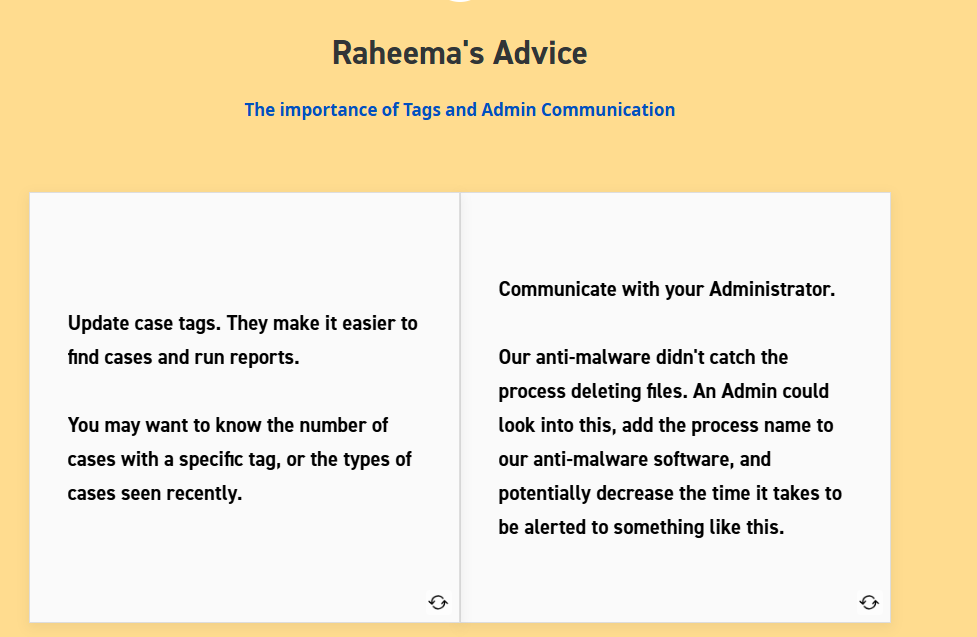 Raheema's Advice
The importance of Tags and Admin Communication
Update case tags. They make it easier to
find cases and run reports.
You may want to know the number of
cases with a specific tag, or the types of
cases seen recently.
Communicate with your Administrator.
Our anti-malware didn't catch the
process deleting files. An Admin could
look into this, add the process name to
our anti-malware software, and
potentially decrease the time it takes to
be alerted to something like this.